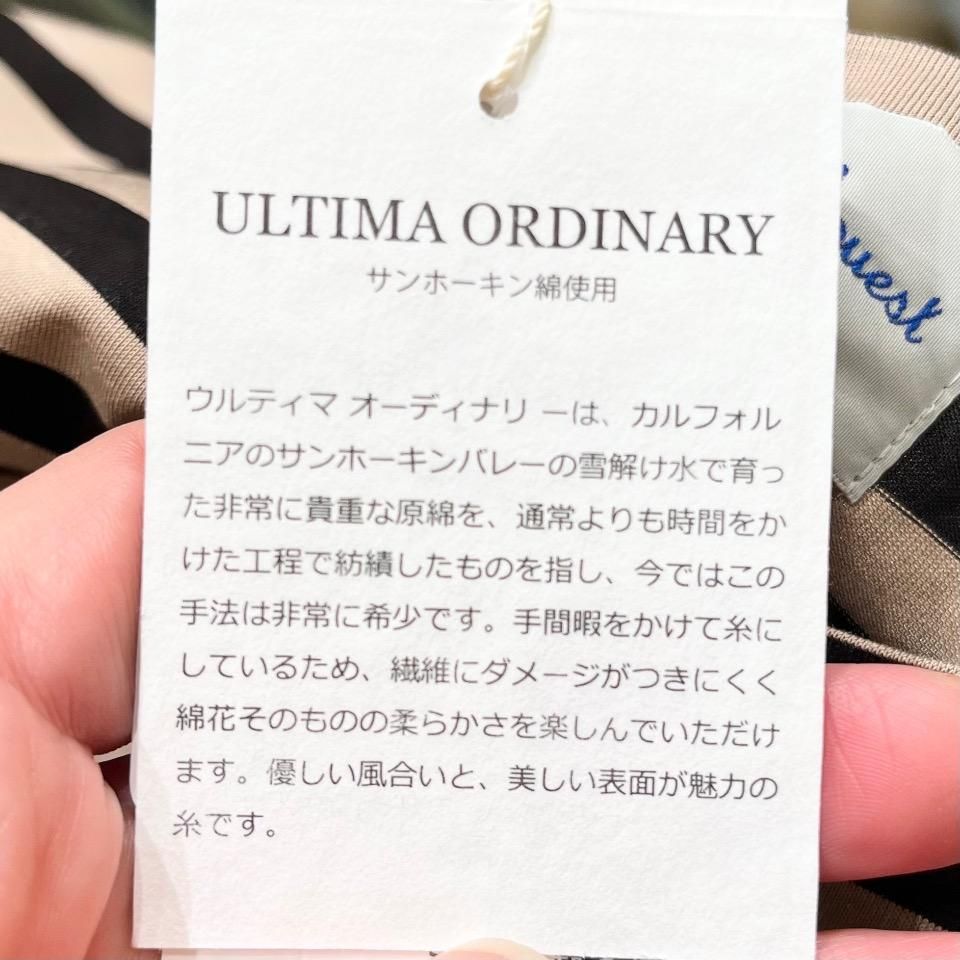 ULTIMA ORDINARY
サンホーキン綿使用
ウルティマ オーディナリ ーは、カルフォル
ニアのサンホーキンバレーの雪解け水で育っ
た非常に貴重な原綿を、通常よりも時間をか
けた工程で紡績したものを指し、今ではこの
手法は非常に希少です。手間暇をかけて糸に
しているため、繊維にダメージがつきにくく
綿花そのものの柔らかさを楽しんでいただけ
ます。優しい風合いと、美しい表面が魅力の
糸です。